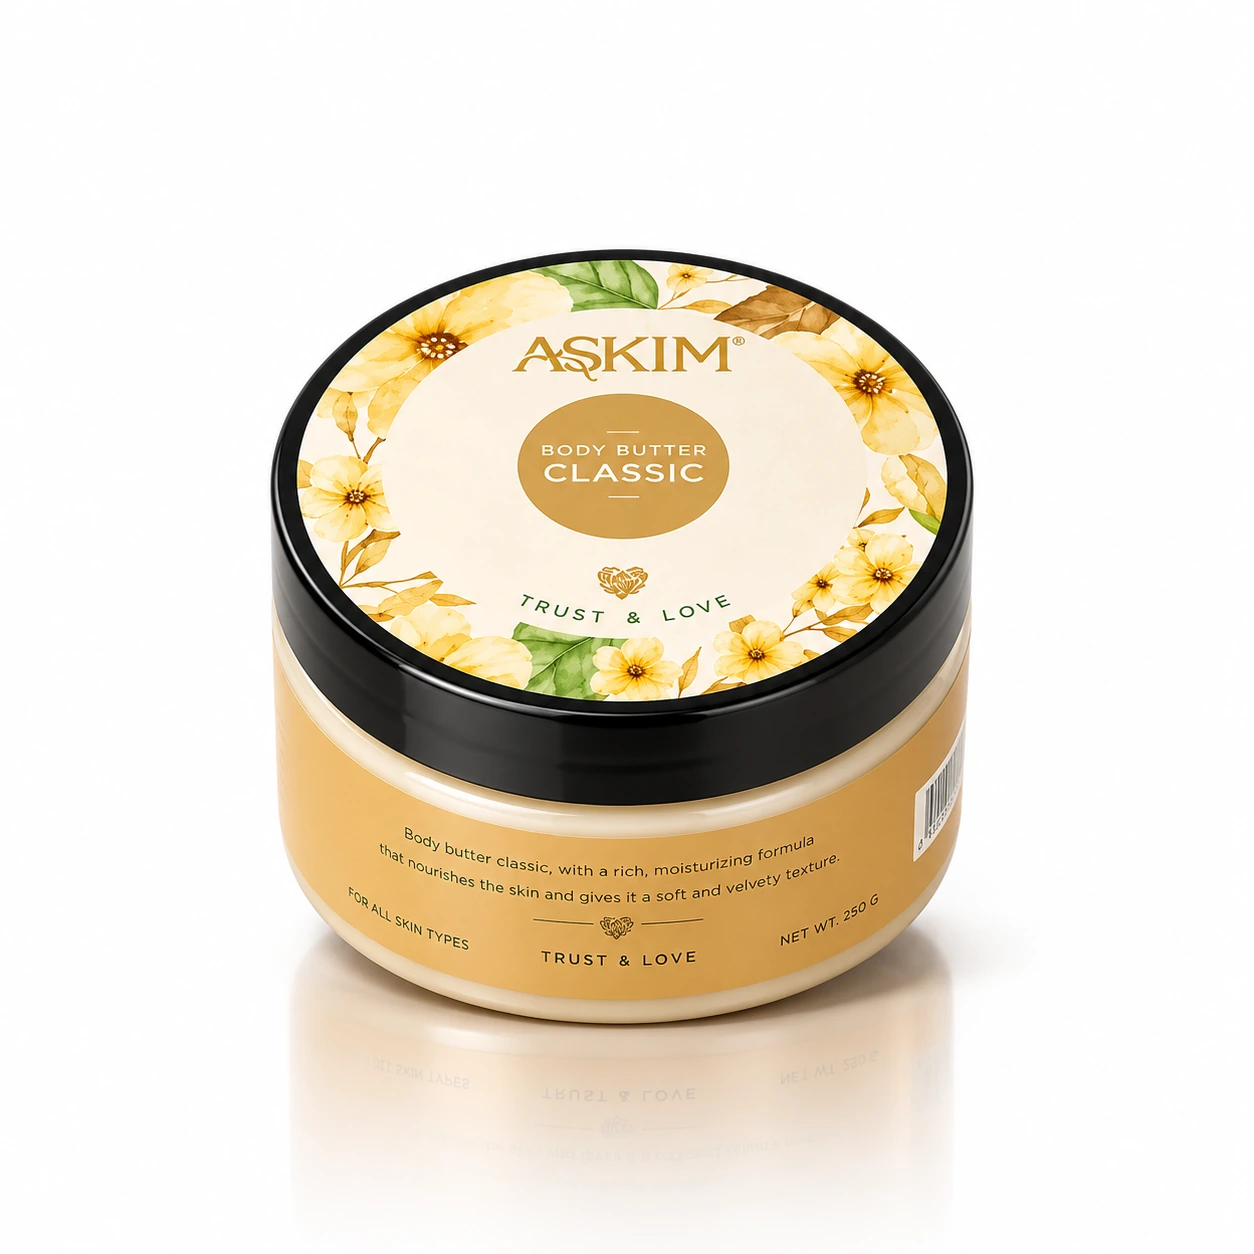 ASKIM®
BODY BUTTER
CLASSIC
TRUST & LOVE
Body butter classic, with a rich, moisturizing formula
that nourishes the skin and gives it a soft and velvety texture.
FOR ALL SKIN TYPES
TRUST & LOVE
NET WT. 250 G